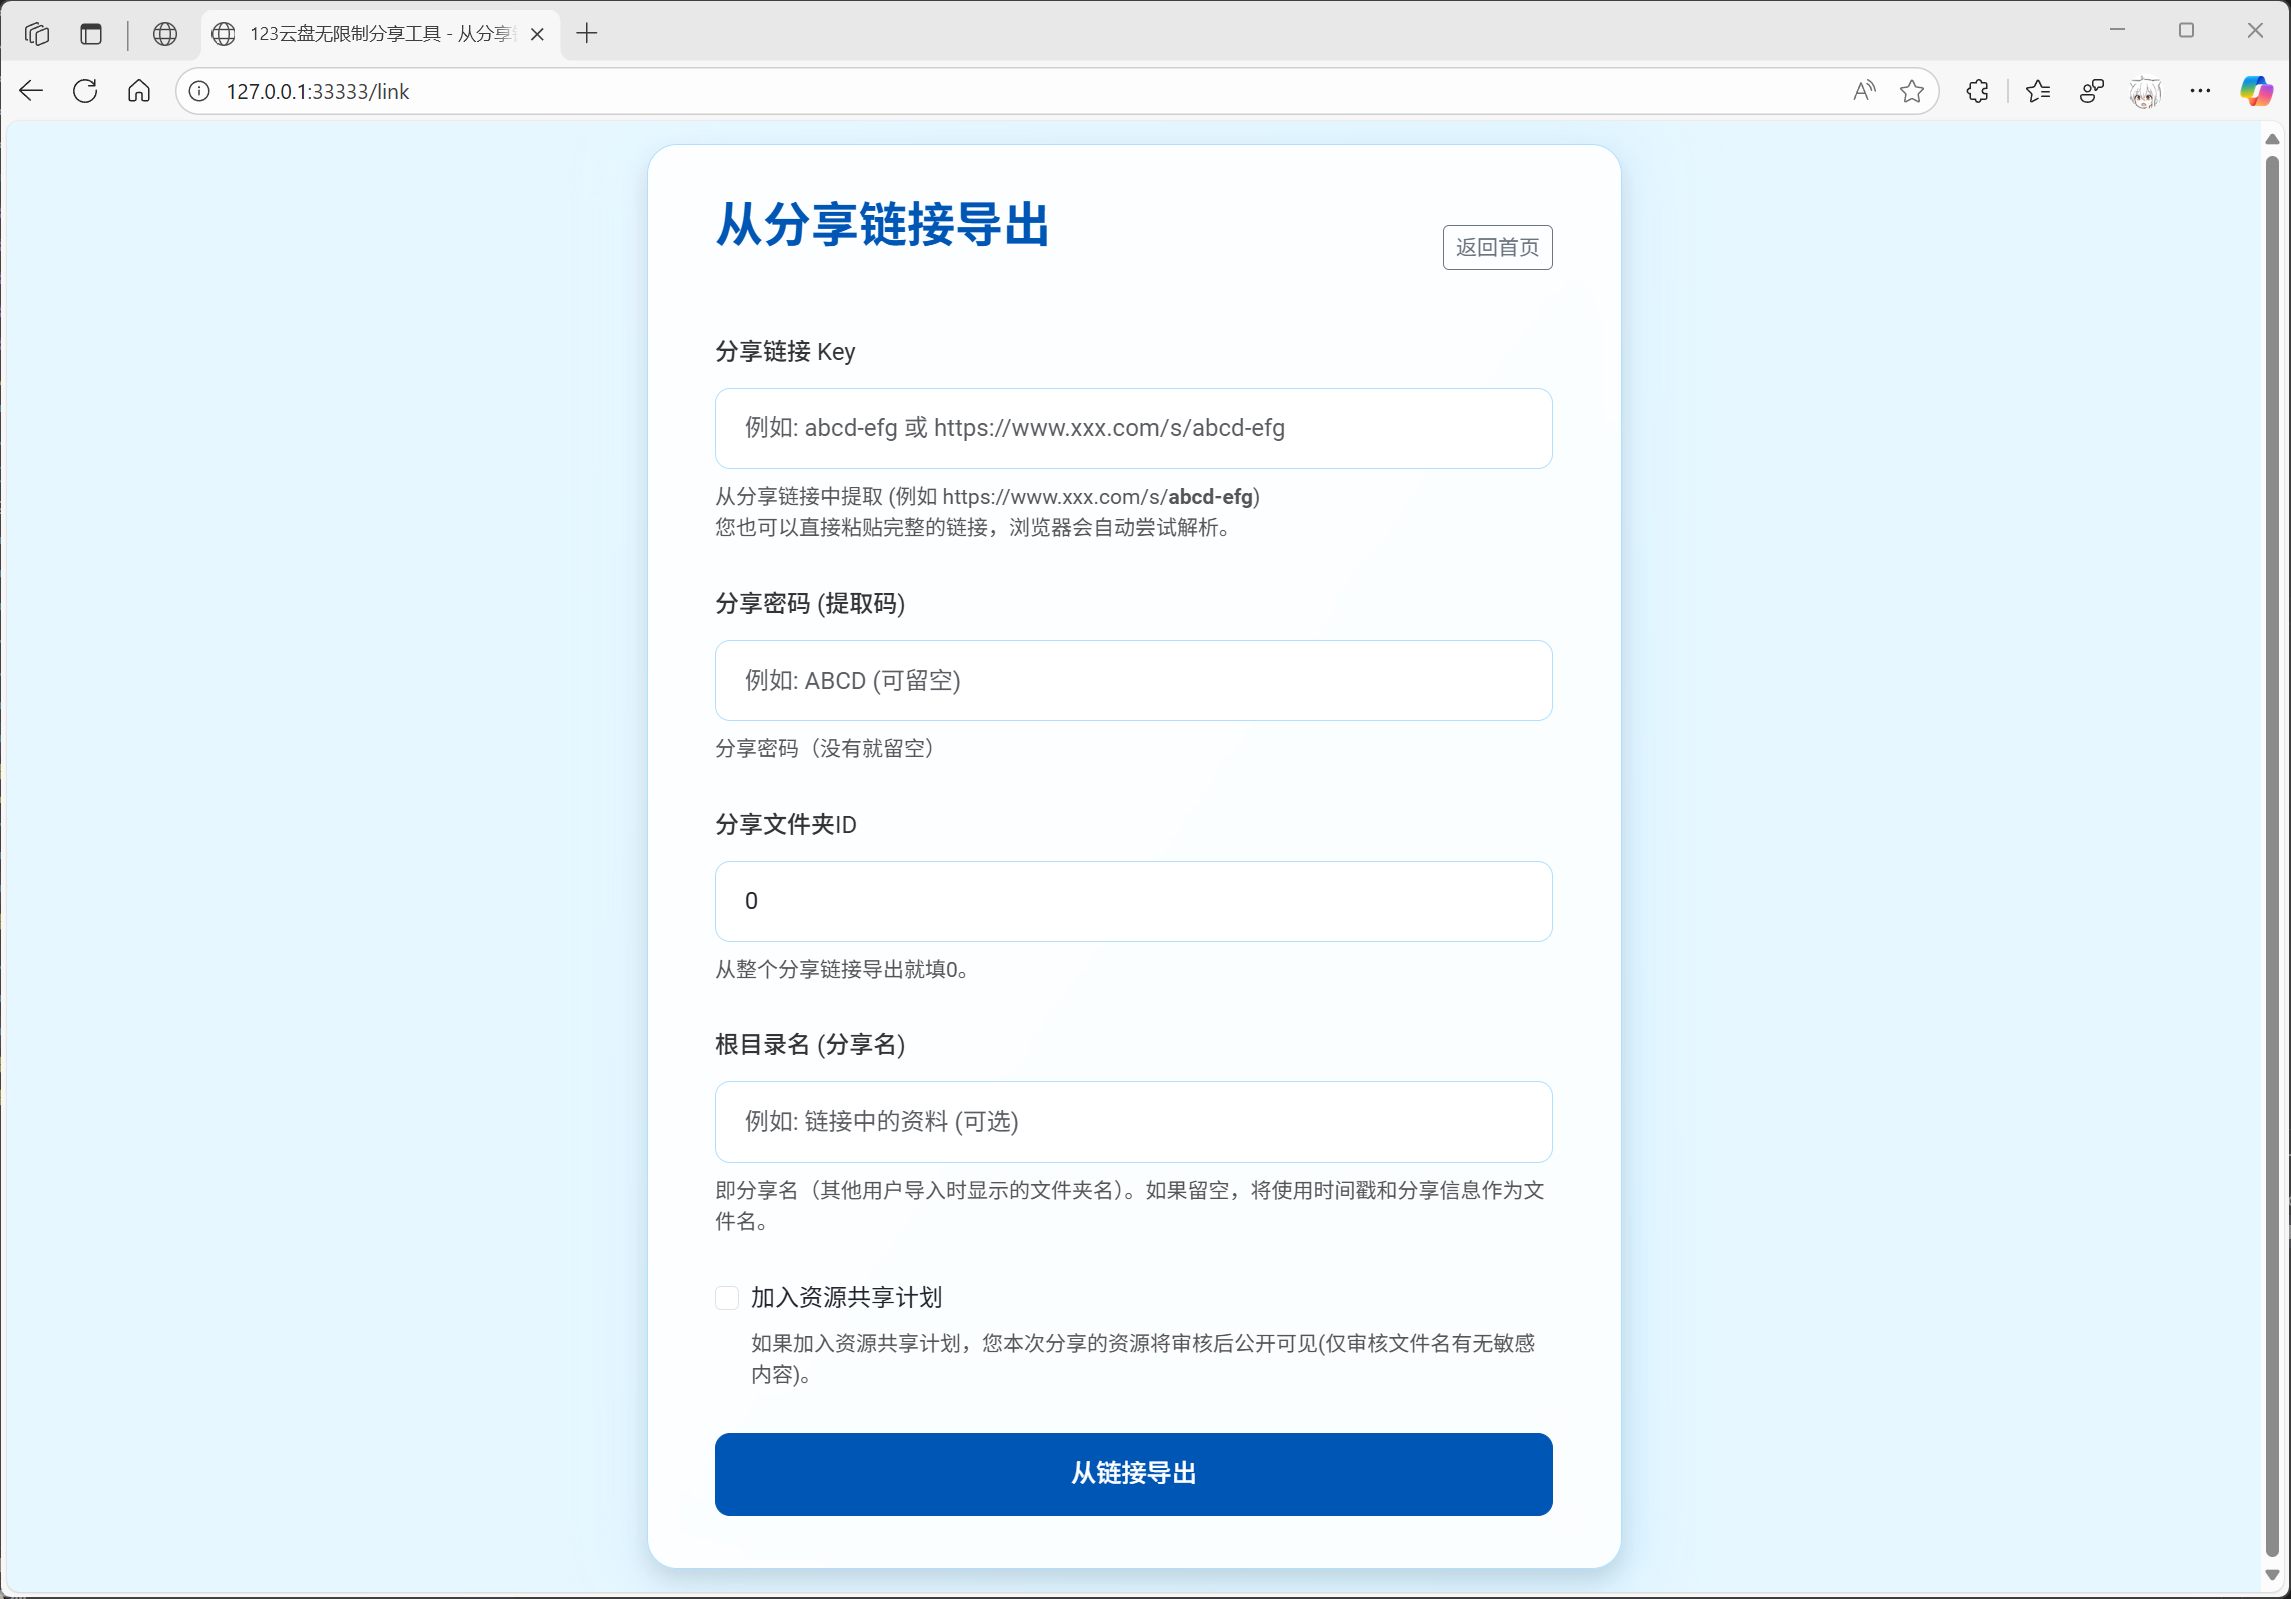 123云盘无限制分享工具 - 从分享
127.0.0.1:33333/link
从分享链接导出
返回首页
分享链接 Key
例如: abcd-efg 或 https://www.xxx.com/s/abcd-efg
从分享链接中提取 (例如 https://www.xxx.com/s/abcd-efg)
您也可以直接粘贴完整的链接，浏览器会自动尝试解析。
分享密码 (提取码)
例如: ABCD (可留空)
分享密码（没有就留空）
分享文件夹ID
0
从整个分享链接导出就填0。
根目录名 (分享名)
例如: 链接中的资料 (可选)
即分享名（其他用户导入时显示的文件夹名）。如果留空，将使用时间戳和分享信息作为文
件名。
加入资源共享计划
如果加入资源共享计划，您本次分享的资源将审核后公开可见(仅审核文件名有无敏感
内容)。
从链接导出